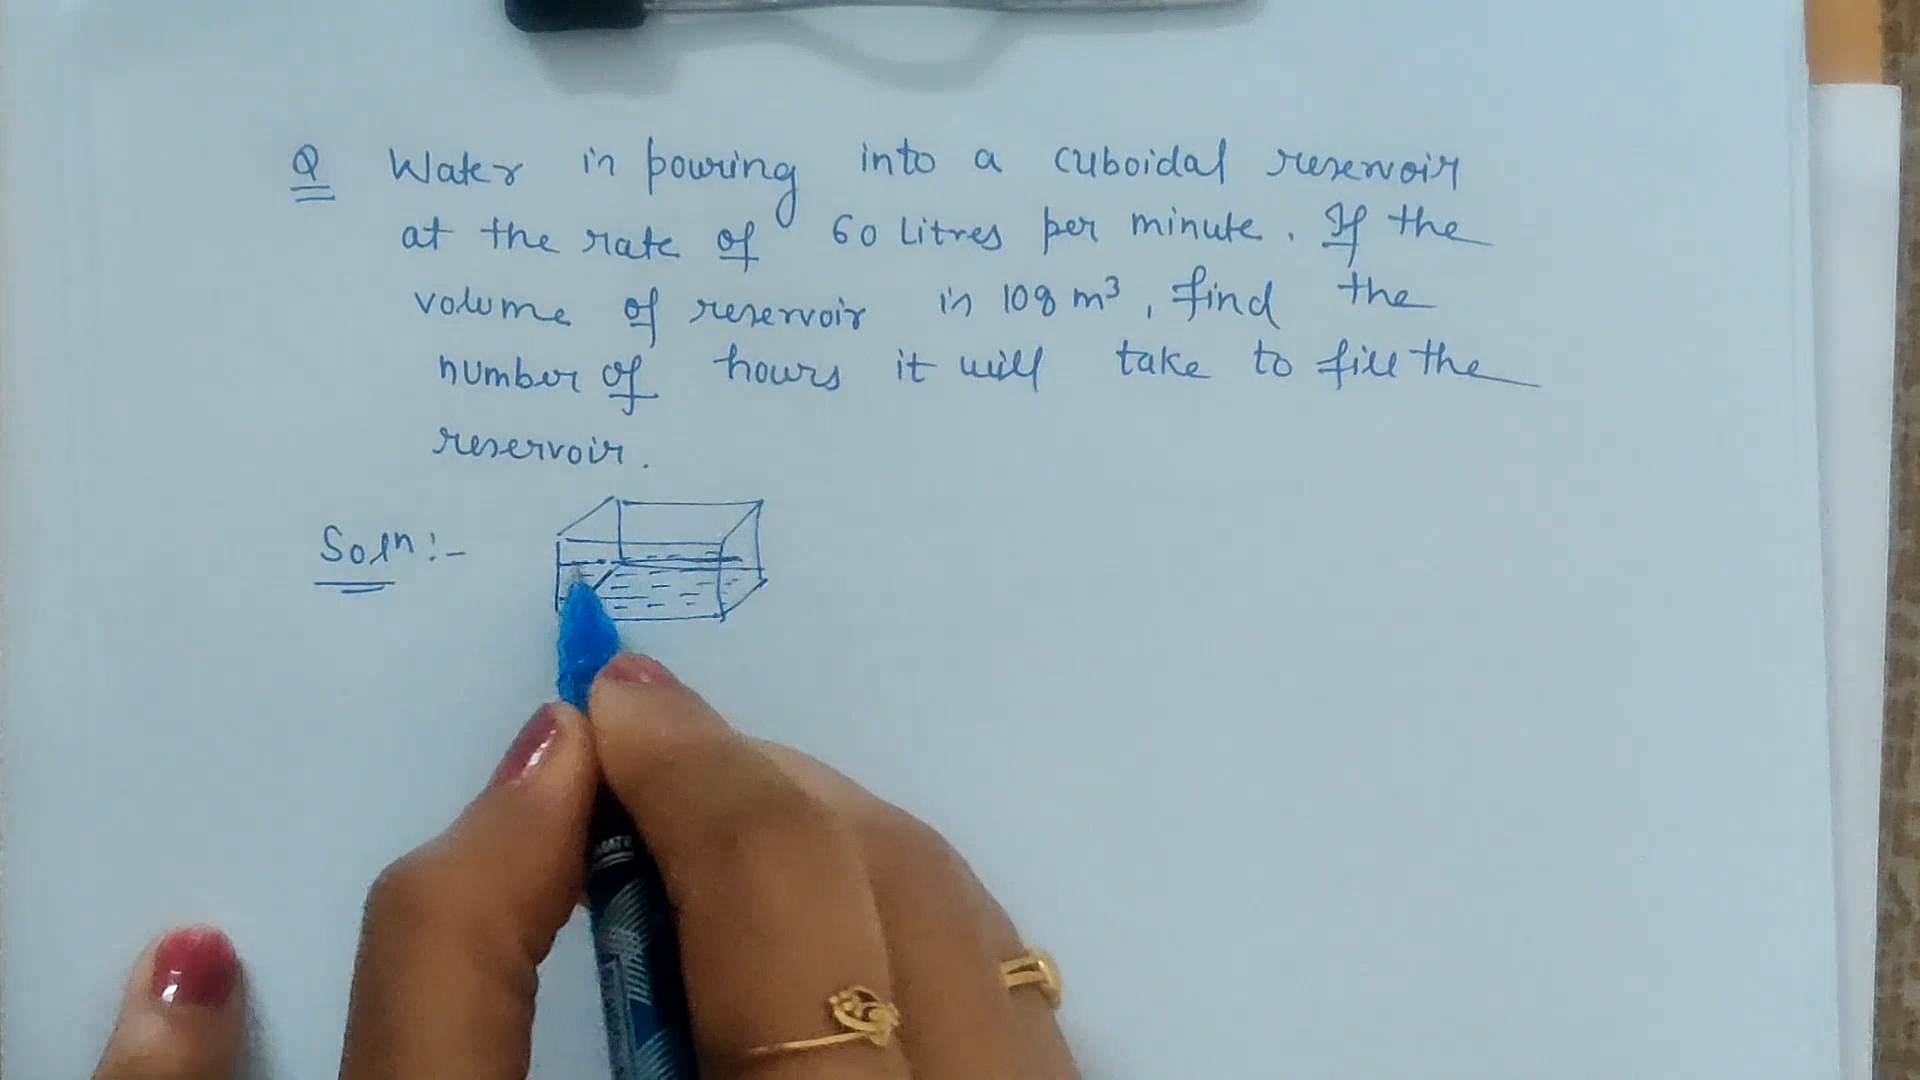 Q Water is pouring into a cuboidal reservoir
at the rate of 60 Litres per minute. If the
volume of reservoir is 108 m³, find the
number of hours it will take to fill the
reservoir.
Solⁿ:-